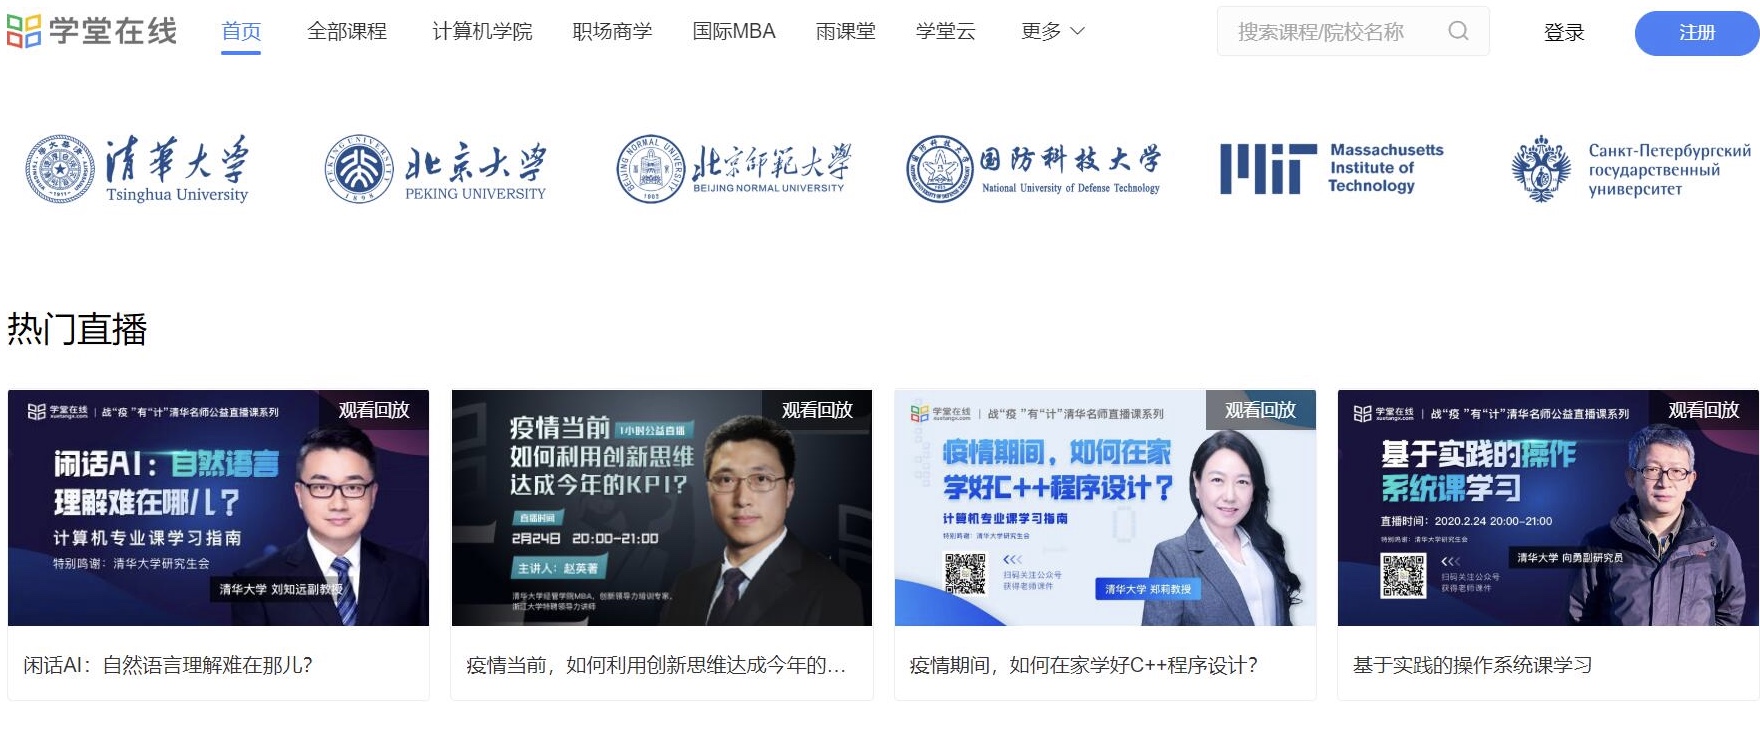 学堂在线
首页
全部课程
计算机学院
职场商学
国际MBA
雨课堂
学堂云
更多
搜索课程/院校名称
登录
注册
清華大学
Tsinghua University
北京大学
PEKING UNIVERSITY
北京师範大學
BEIJING NORMAL UNIVERSITY
国防科技大学
National University of Defense Technology
MIT
Massachusetts
Institute of
Technology
Санкт-Петербургский
государственный
университет
热门直播
学堂在线
xuetangx.com
战“疫 ”有“计”清华名师公益直播课系列
观看回放
闲话AI：自然语言
理解难在哪儿？
计算机专业课学习指南
特别鸣谢：清华大学研究生会
清华大学 刘知远副教授
闲话AI：自然语言理解难在那儿？
观看回放
疫情当前 1小时公益直播
如何利用创新思维
达成今年的KPI？
直播时间
2月24日 20:00-21:00
主讲人：赵英著
清华大学经管学院MBA、创新领导力培训专家、
浙江大学特聘领导力讲师
疫情当前，如何利用创新思维达成今年的…
学堂在线
xuetangx.com
战“疫 ”有“计”清华名师直播课系列
观看回放
疫情期间，如何在家
学好C++程序设计？
计算机专业课学习指南
特别鸣谢：清华大学研究生会
扫码关注公众号
获得老师课件
清华大学 郑莉教授
疫情期间，如何在家学好C++程序设计？
学堂在线
xuetangx.com
战“疫 ”有“计”清华名师公益直播课系列
观看回放
基于实践的操作
系统课学习
直播时间：2020.2.24 20:00-21:00
特别鸣谢：清华大学研究生会
扫码关注公众号
获得老师课件
清华大学 向勇副研究员
基于实践的操作系统课学习